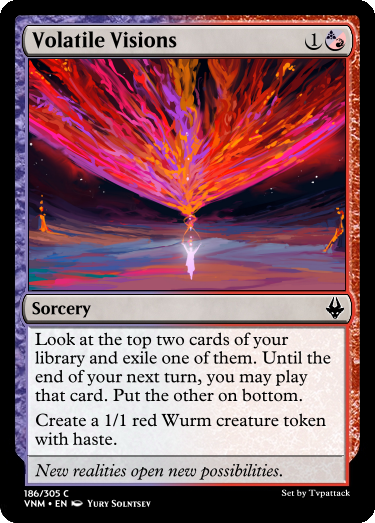 Volatile Visions 1
Sorcery
Look at the top two cards of your
library and exile one of them. Until the
end of your next turn, you may play
that card. Put the other on bottom.
Create a 1/1 red Wurm creature token
with haste.
New realities open new possibilities.
186/305 C
Set by Tvpattack
VNM • EN Yury Solntsev